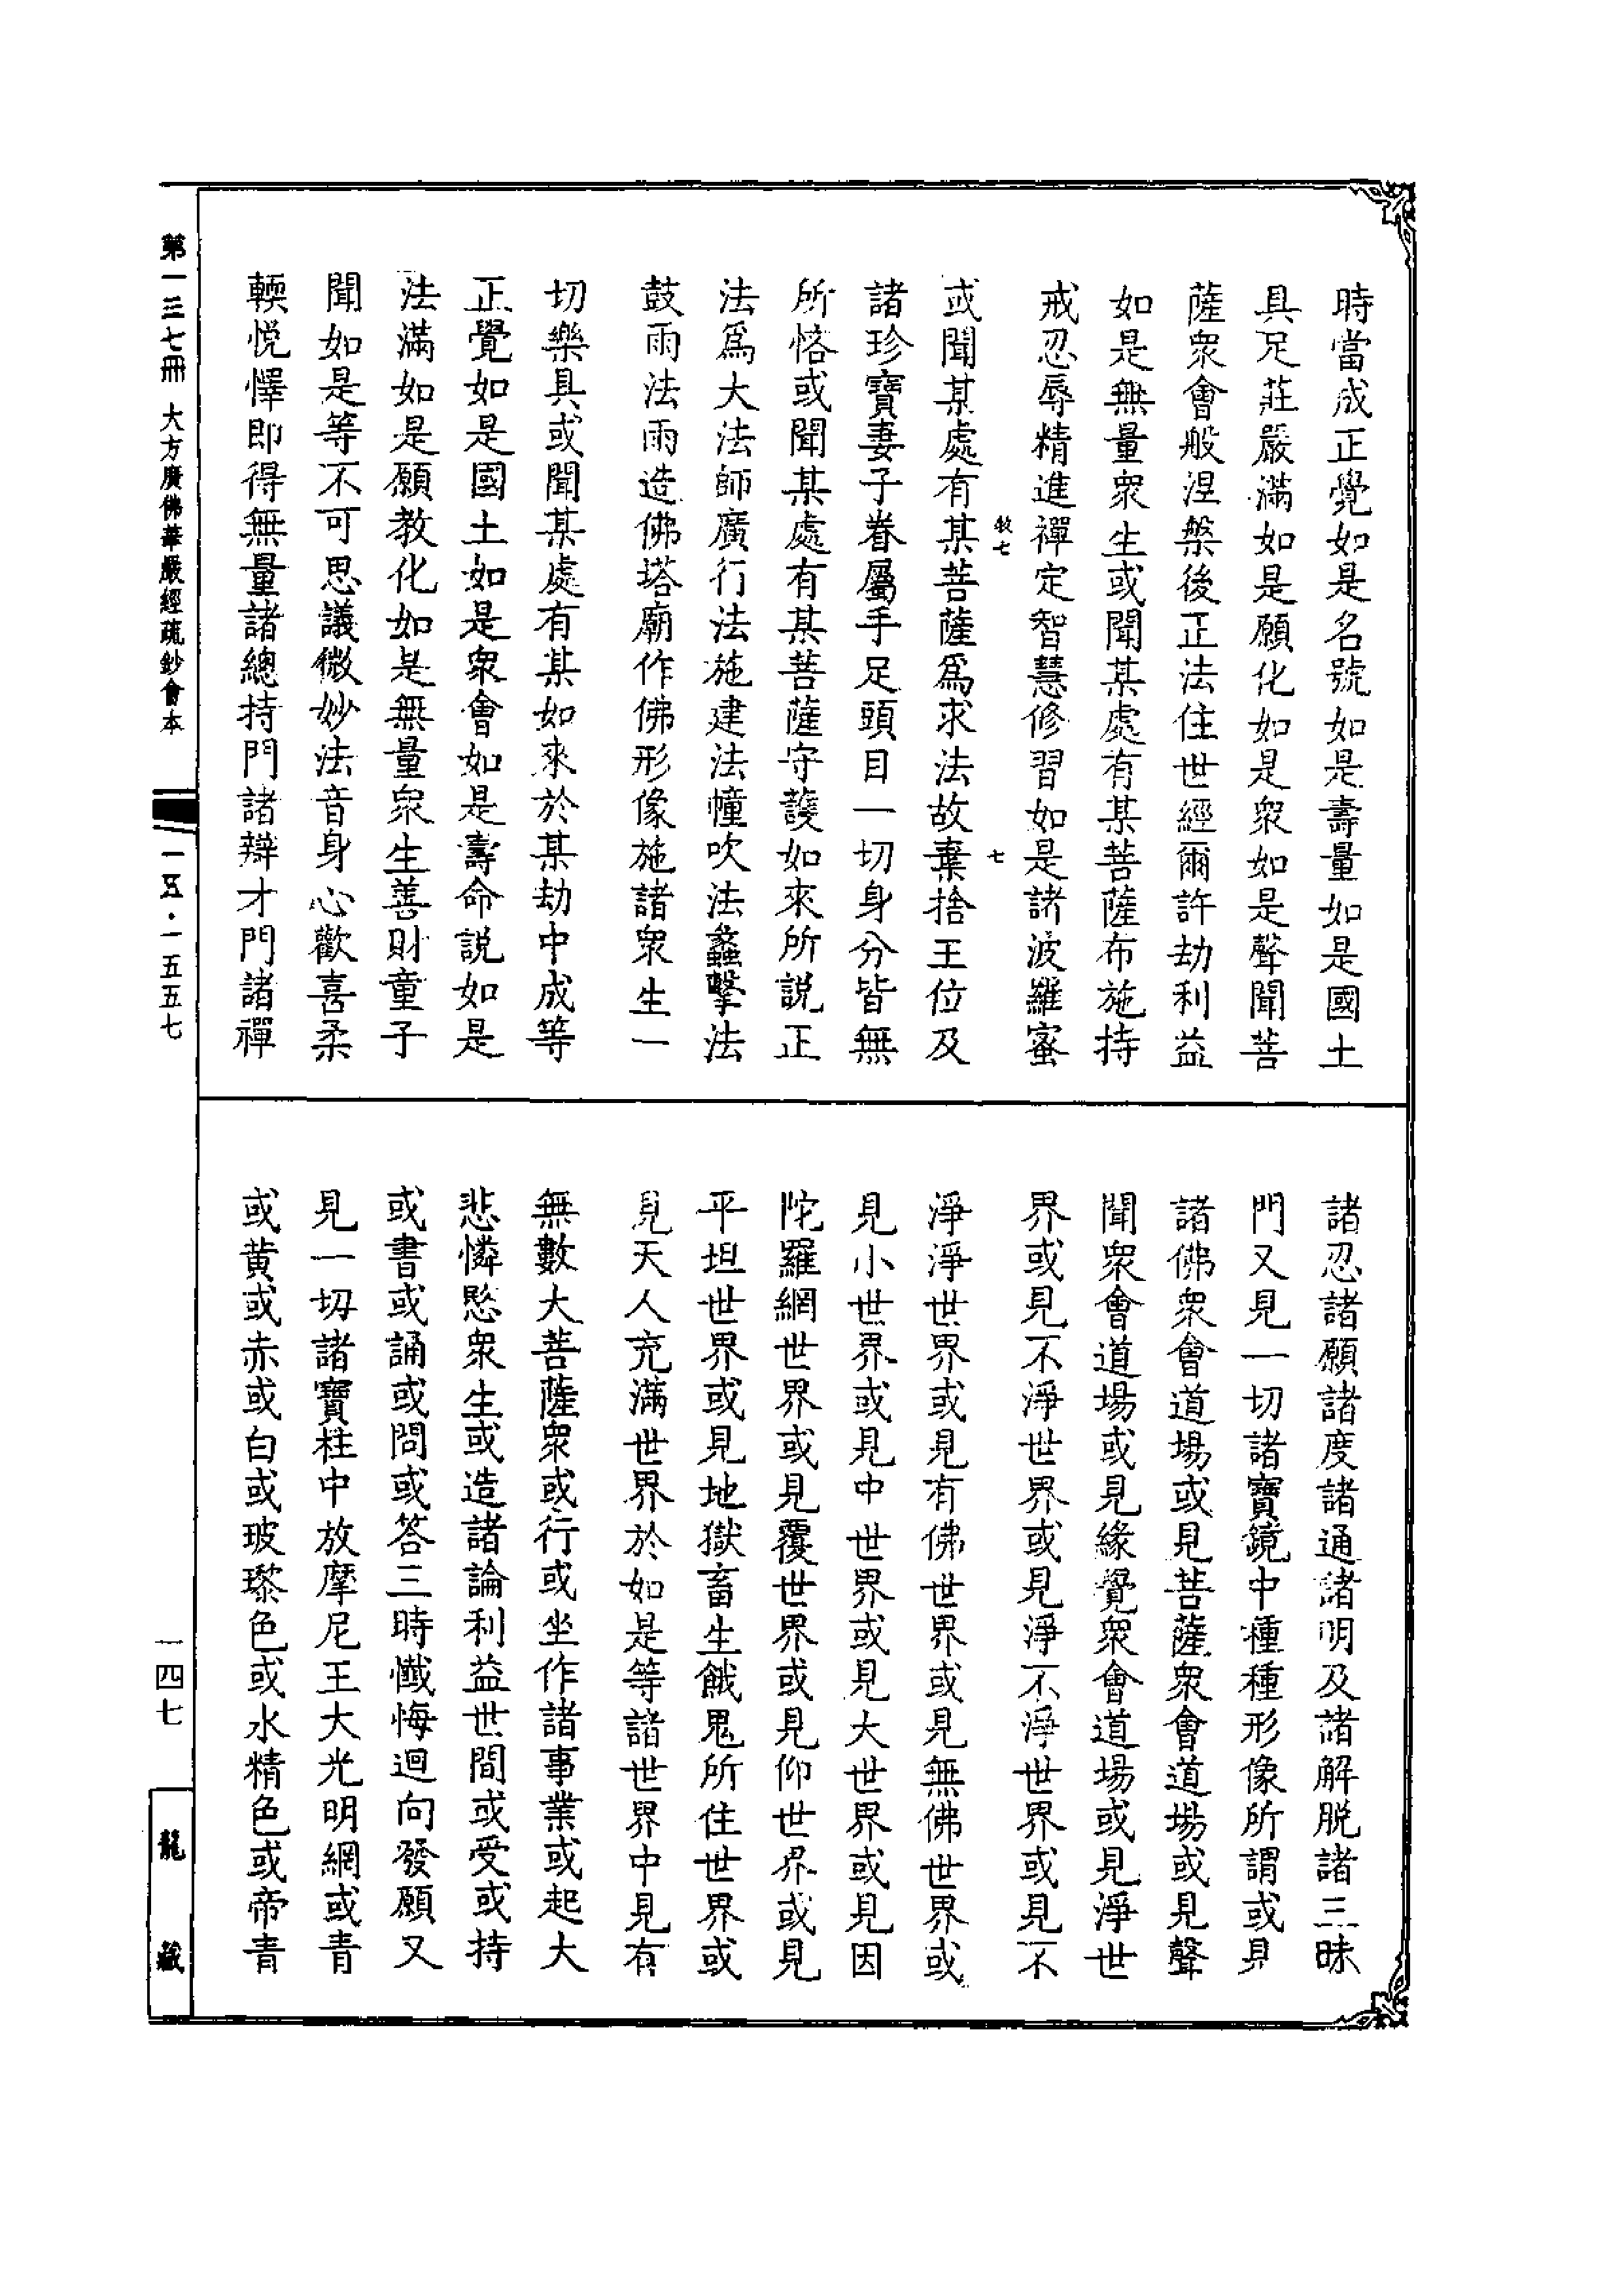 時當成正覺如是名號如是壽量如是國土
具足莊嚴滿如是願化如是衆如是聲聞菩
薩衆會般涅槃後正法住世經爾許劫利益
如是無量衆生或聞某處有某菩薩布施持
戒忍辱精進禪定智慧修習如是諸波羅蜜
七
或聞某處有某菩薩爲求法故棄捨王位及
諸珍寶妻子眷屬手足頭目一切身分皆無
所悋或聞某處有某菩薩守護如來所説正
法爲大法師廣行法施建法幢吹法蠡擊法
鼓雨法雨造佛塔廟作佛形像施諸衆生一
切樂具或聞某處有某如來於某劫中成等
正覺如是國土如是衆會如是壽命説如是
法滿如是願教化如是無量衆生善財童子
聞如是等不可思議微妙法音身心歡喜柔
輭悦懌即得無量諸總持門諸辯才門諸禪
諸忍諸願諸度諸通諸明及諸解脱諸三昧
門又見一切諸寶鏡中種種形像所謂或見
諸佛衆會道場或見菩薩衆會道場或見聲
聞衆會道場或見緣覺衆會道場或見淨世
界或見不淨世界或見淨不淨世界或見不
淨淨世界或見有佛世界或見無佛世界或
見小世界或見中世界或見大世界或見因
陀羅網世界或見覆世界或見仰世界或見
平坦世界或見地獄畜生餓鬼所住世界或
見天人充滿世界於如是等諸世界中見有
無數大菩薩衆或行或坐作諸事業或起大
悲憐愍衆生或造諸論利益世間或受或持
或書或誦或問或答三時懺悔迴向發願又
見一切諸寶柱中放摩尼王大光明網或青
或黄或赤或白或玻瓈色或水精色或帝青
第一三七冊 大方廣佛華嚴經疏鈔會本
一五五·一五五七
一四七
龍藏